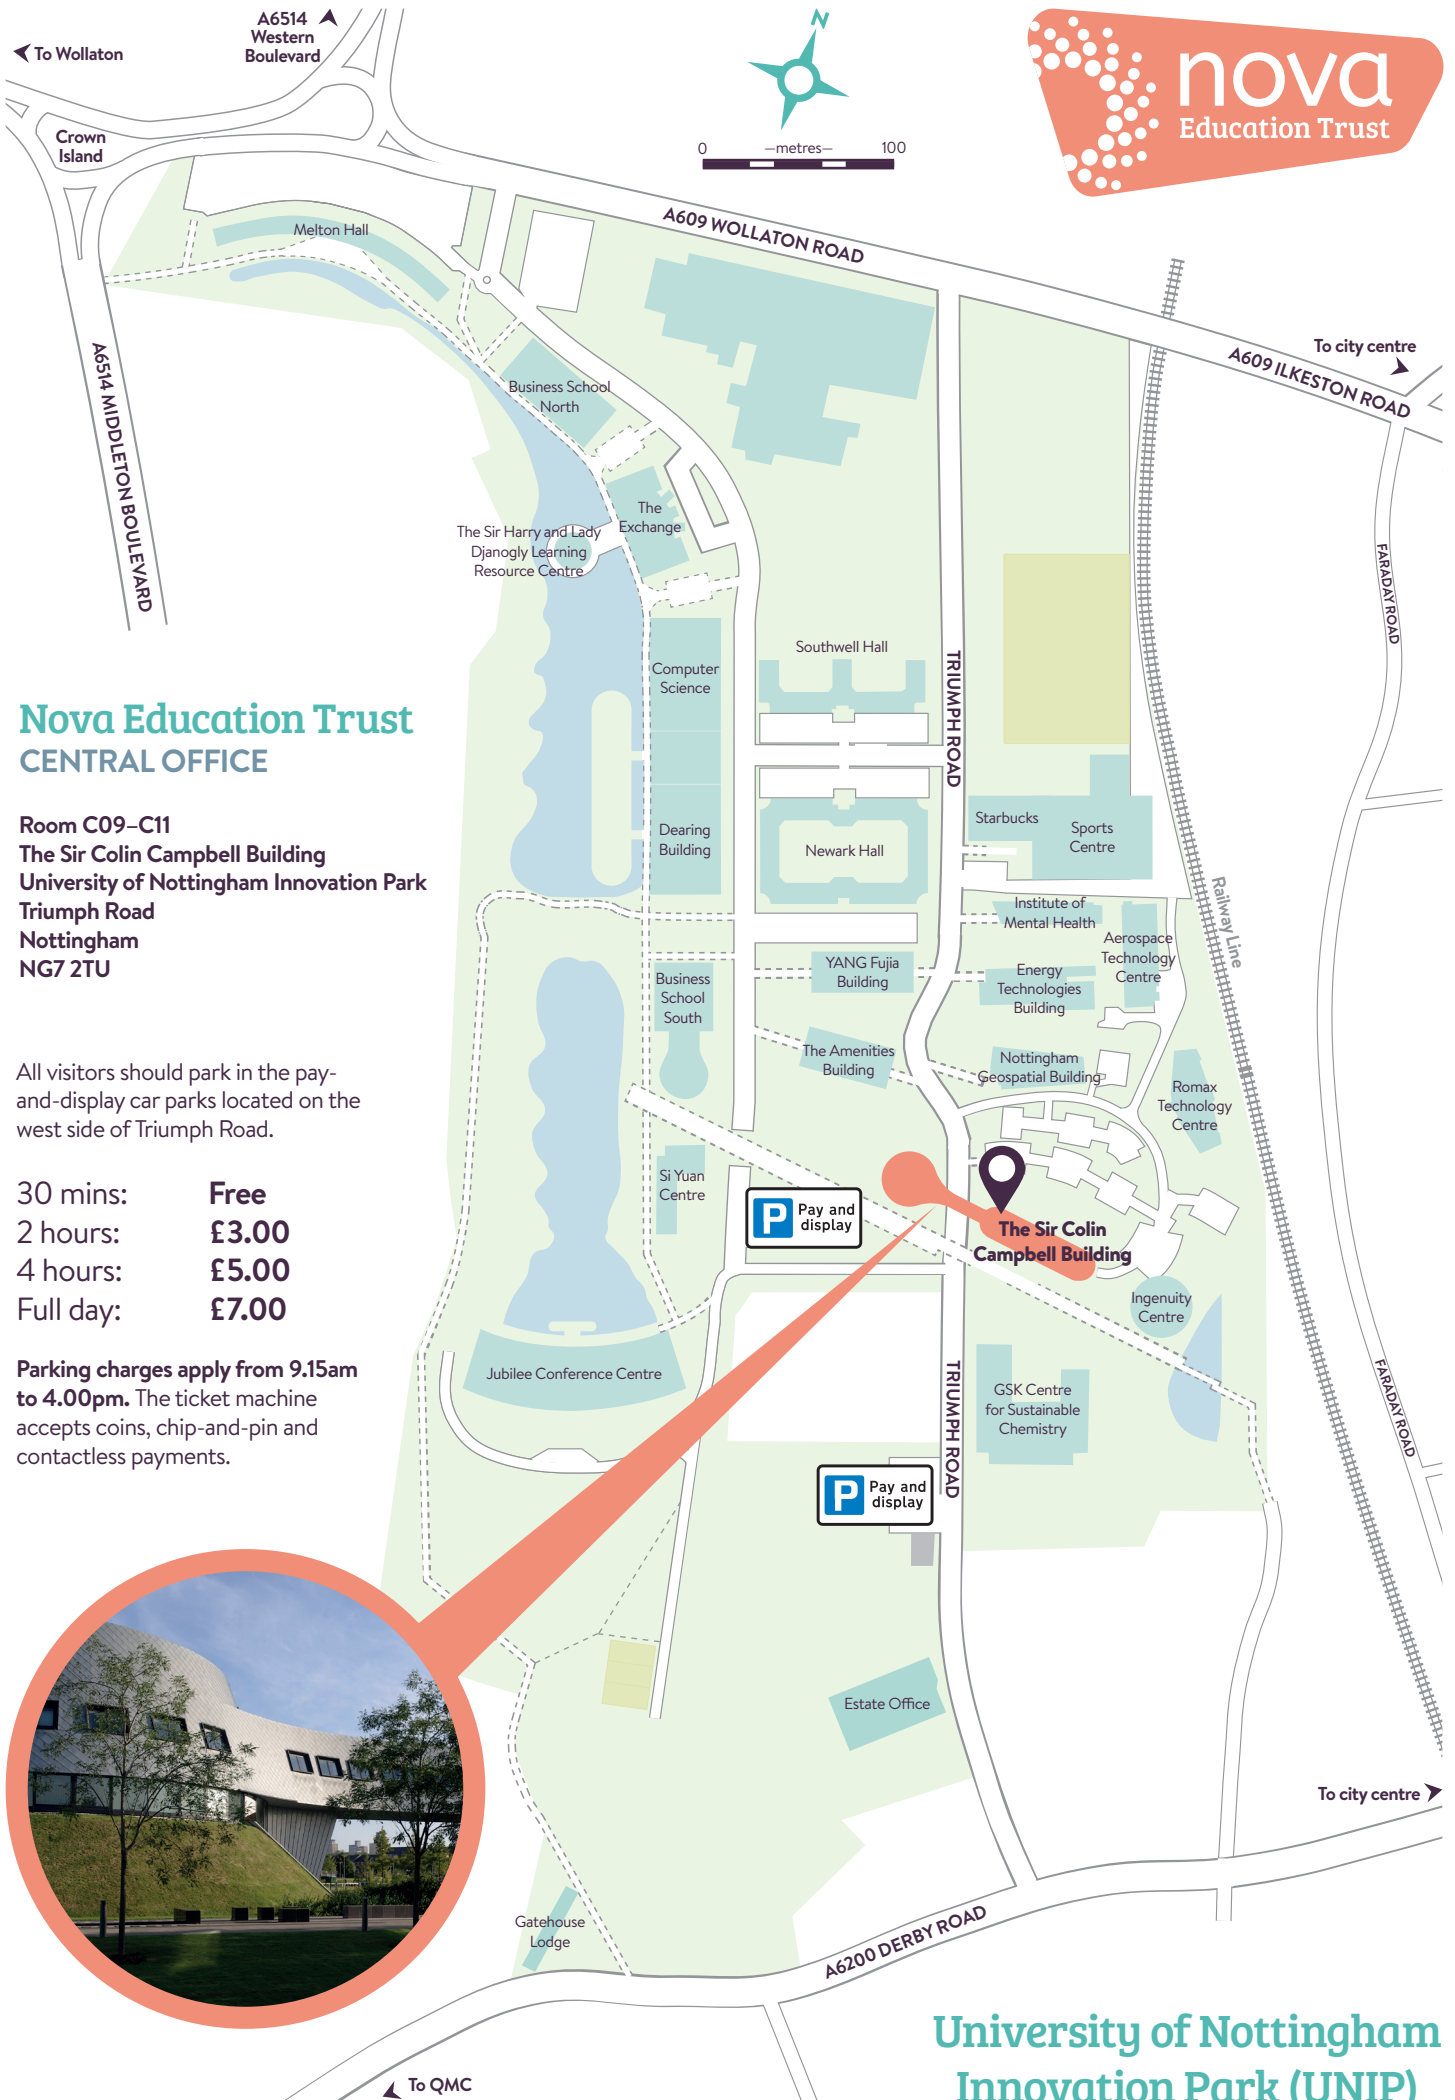 A6514
Western
Boulevard
To Wollaton
N
nova
Education Trust
Crown
Island
0 –metres– 100
A609 WOLLATON ROAD
Melton Hall
To city centre
A609 ILKESTON ROAD
A6514 MIDDLETON BOULEVARD
Business School
North
The
Exchange
The Sir Harry and Lady
Djanogly Learning
Resource Centre
FARADAY ROAD
Southwell Hall
Computer
Science
TRIUMPH ROAD
Nova Education Trust
CENTRAL OFFICE
Room C09–C11
The Sir Colin Campbell Building
University of Nottingham Innovation Park
Triumph Road
Nottingham
NG7 2TU
Starbucks
Sports
Centre
Dearing
Building
Newark Hall
Railway Line
Institute of
Mental Health
Aerospace
Technology
Centre
YANG Fujia
Building
Energy
Technologies
Building
Business
School
South
The Amenities
Building
Nottingham
Geospatial Building
Romax
Technology
Centre
All visitors should park in the pay-
and-display car parks located on the
west side of Triumph Road.
Si Yuan
Centre
P Pay and
display
The Sir Colin
Campbell Building
30 mins: Free
2 hours: £3.00
4 hours: £5.00
Full day: £7.00
Ingenuity
Centre
Parking charges apply from 9.15am
to 4.00pm. The ticket machine
accepts coins, chip-and-pin and
contactless payments.
Jubilee Conference Centre
TRIUMPH ROAD
GSK Centre
for Sustainable
Chemistry
FARADAY ROAD
P Pay and
display
Estate Office
To city centre
Gatehouse
Lodge
A6200 DERBY ROAD
To QMC
University of Nottingham
Innovation Park (UNIP)